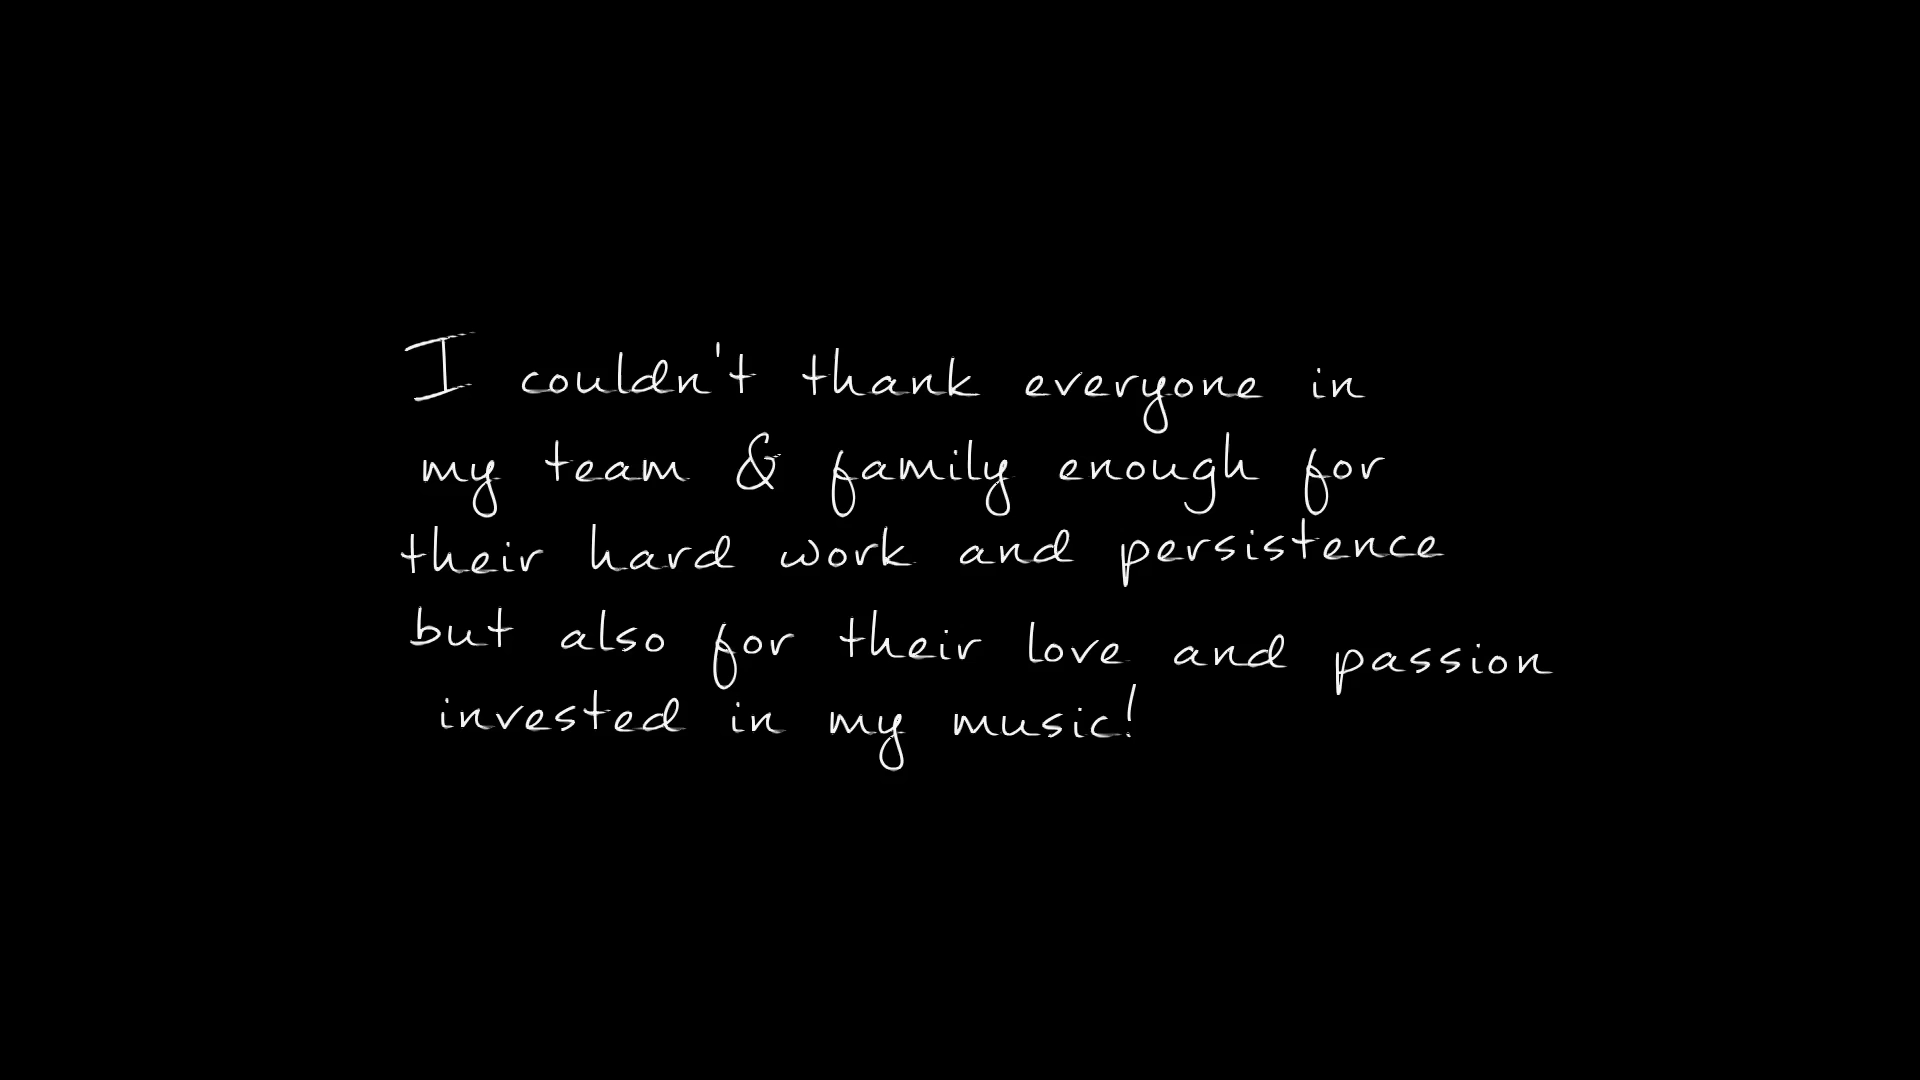 I couldn't thank everyone in
my team & family enough for
their hard work and persistence
but also for their love and passion
invested in my music!